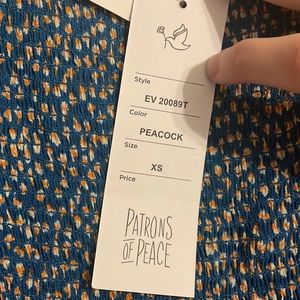 Style
EV 20089T
Color
PEACOCK
Size
XS
Price
PATRONS
OF PEACE